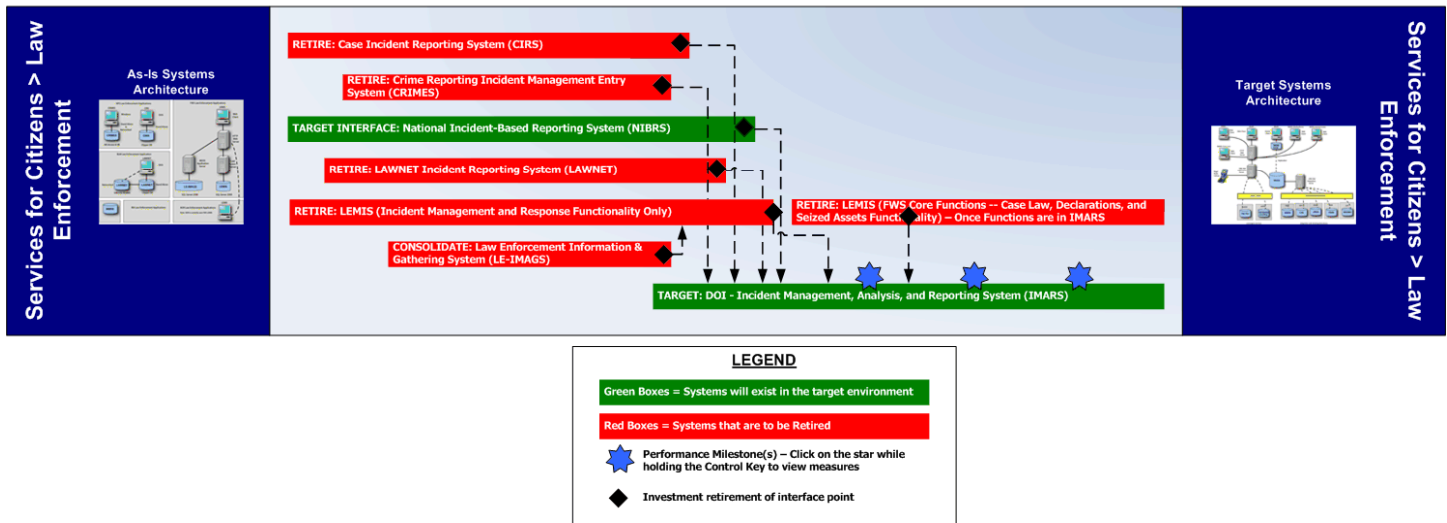 Services for Citizens > Law
Enforcement
As-Is Systems
Architecture
RETIRE: Case Incident Reporting System (CIRS)
RETIRE: Crime Reporting Incident Management Entry
System (CRIMES)
TARGET INTERFACE: National Incident-Based Reporting System (NIBRS)
RETIRE: LAWNET Incident Reporting System (LAWNET)
RETIRE: LEMIS (Incident Management and Response Functionality Only)
RETIRE: LEMIS (FWS Core Functions -- Case Law, Declarations, and
Seized Assets Functionality) – Once Functions are in IMARS
CONSOLIDATE: Law Enforcement Information &
Gathering System (LE-IMAGS)
TARGET: DOI - Incident Management, Analysis, and Reporting System (IMARS)
Target Systems
Architecture
Services for Citizens > Law
Enforcement
LEGEND
Green Boxes = Systems will exist in the target environment
Red Boxes = Systems that are to be Retired
Performance Milestone(s) – Click on the star while
holding the Control Key to view measures
Investment retirement of interface point